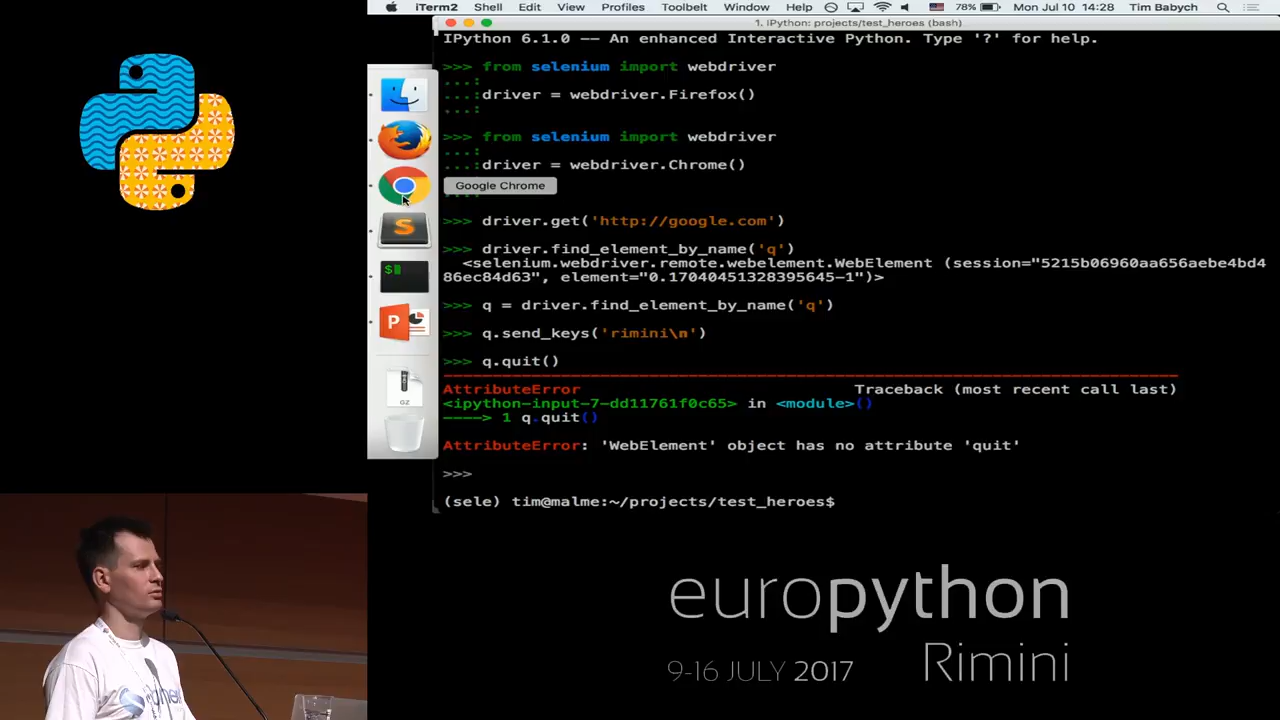 iTerm2 Shell Edit View Profiles Toolbelt Window Help 78% Mon Jul 10 14:28 Tim Babych
1. IPython: projects/test_heroes (bash)
IPython 6.1.0 -- An enhanced Interactive Python. Type '?' for help.
>>> from selenium import webdriver
...:
...: driver = webdriver.Firefox()
...:
>>> from selenium import webdriver
...:
...: driver = webdriver.Chrome()
Google Chrome
>>> driver.get('http://google.com')
>>> driver.find_element_by_name('q')
<selenium.webdriver.remote.webelement.WebElement (session="5215b06960aa656aebe4bd4
86ec84d63", element="0.17040451328395645-1")>
>>> q = driver.find_element_by_name('q')
>>> q.send_keys('rimini\n')
>>> q.quit()
AttributeError Traceback (most recent call last)
<ipython-input-7-dd11761f0c65> in <module>()
----> 1 q.quit()
AttributeError: 'WebElement' object has no attribute 'quit'
>>>
(sele) tim@malme:~/projects/test_heroes$
S
$
P
GZ
europython
Rimini
9-16 JULY 2017